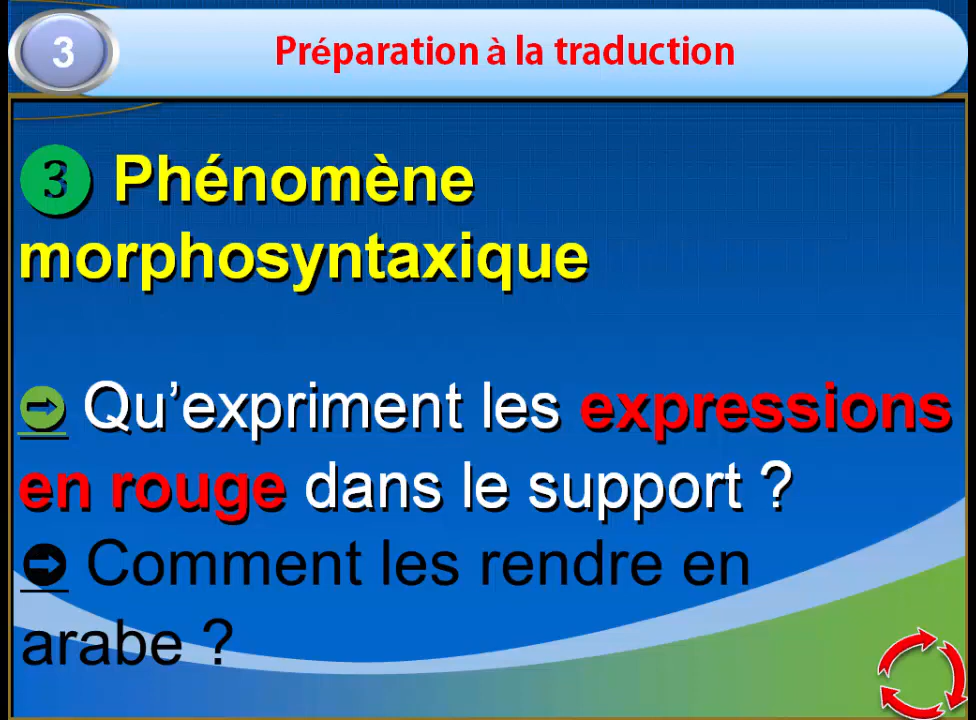 3
Préparation à la traduction
3 Phénomène
morphosyntaxique
➔ Qu’expriment les expressions
en rouge dans le support ?
➔ Comment les rendre en
arabe ?